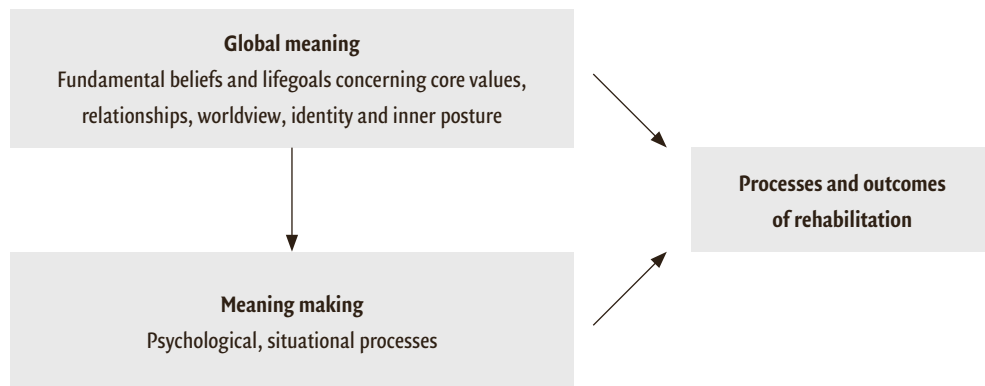 Global meaning
Fundamental beliefs and lifegoals concerning core values,
relationships, worldview, identity and inner posture
Processes and outcomes
of rehabilitation
Meaning making
Psychological, situational processes